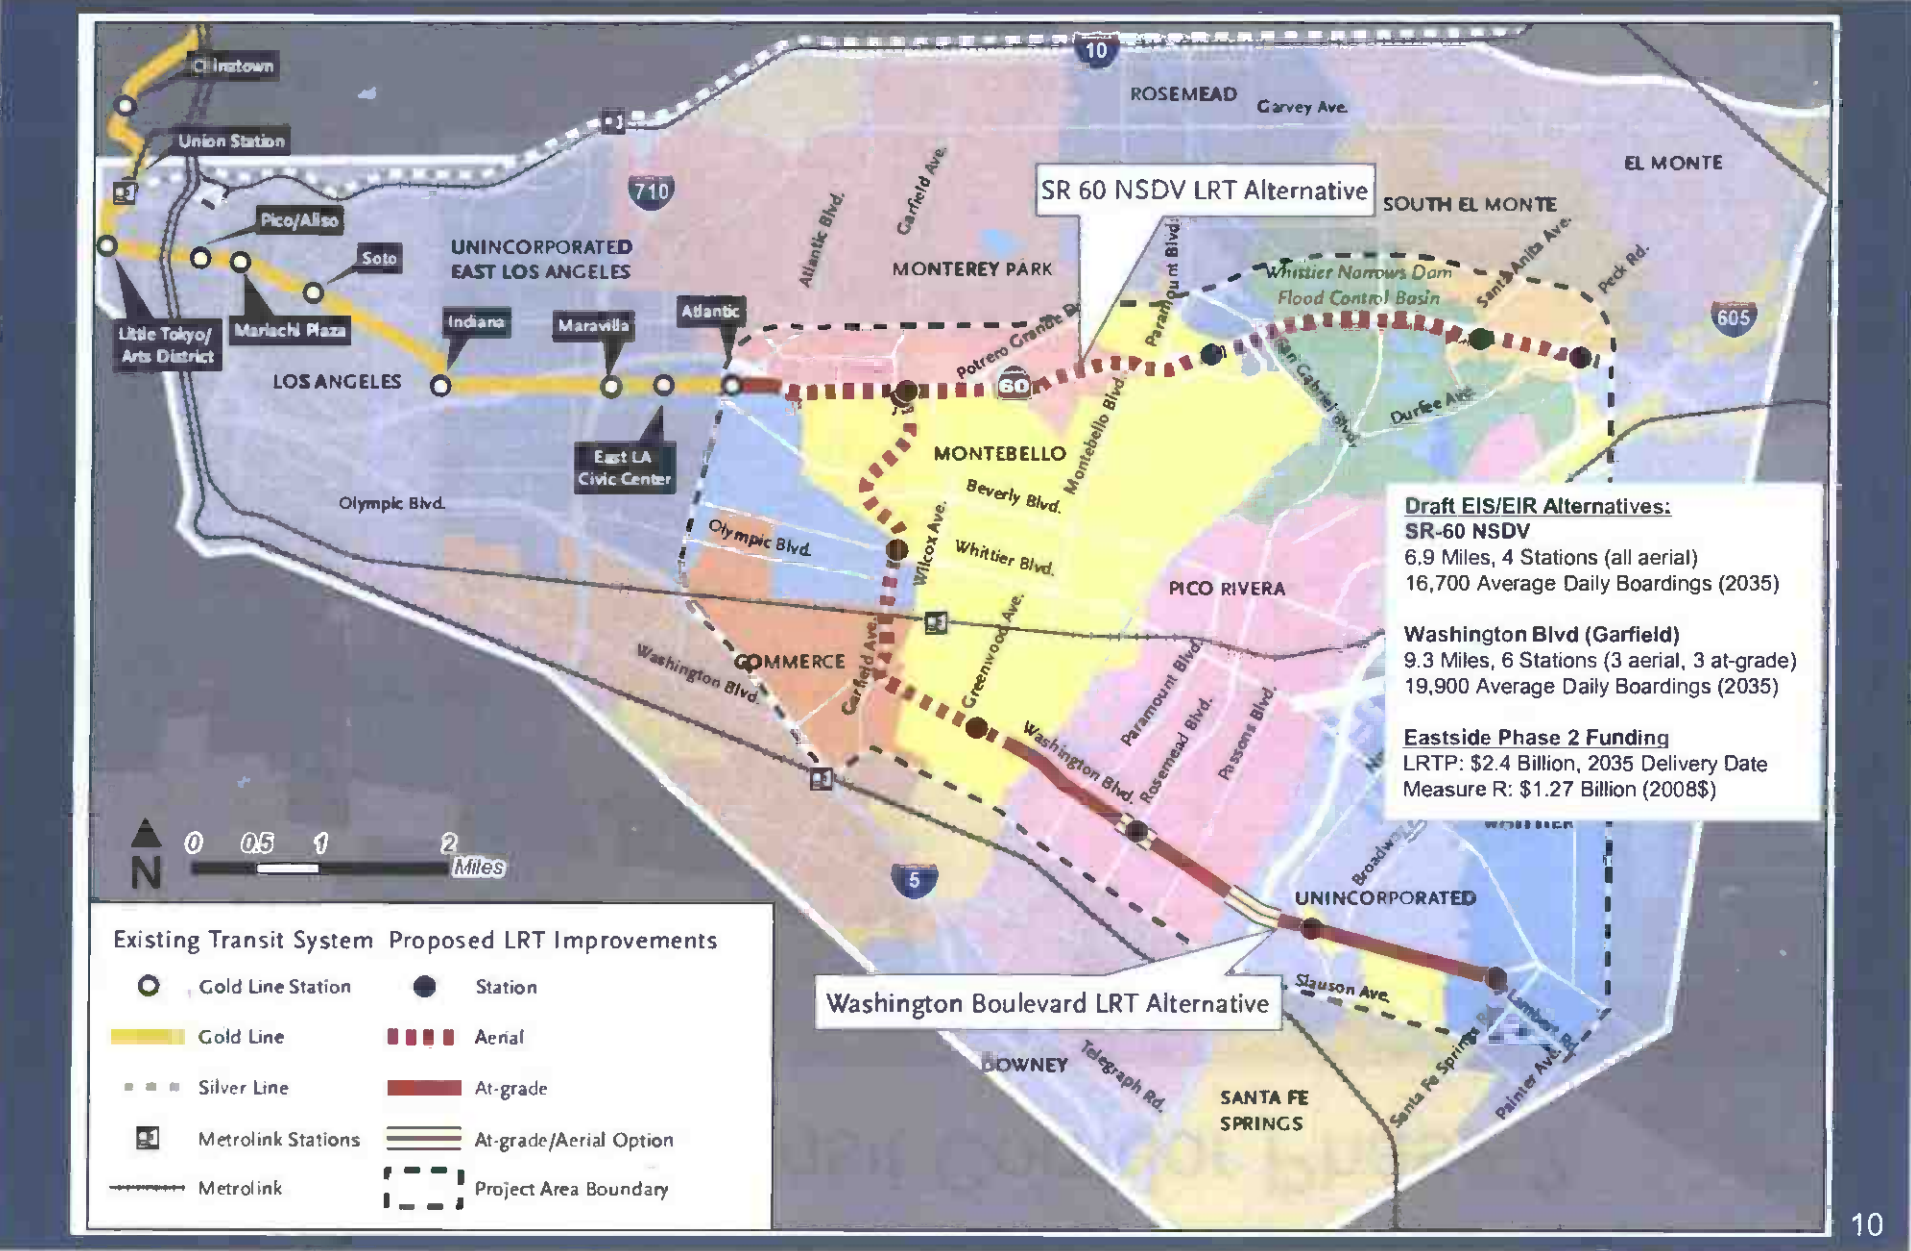 Chinatown
Union Station
10
ROSEMEAD
Garvey Ave.
EL MONTE
710
SR 60 NSDV LRT Alternative
SOUTH EL MONTE
Pico/Aliso
Soto
UNINCORPORATED
EAST LOS ANGELES
Atlantic Blvd.
Garfield Ave.
MONTEREY PARK
Paramount Blvd.
Whittier Narrows Dam
Flood Control Basin
Santa Anita Ave.
Peck Rd.
605
Little Tokyo/
Arts District
Mariachi Plaza
Indiana
Maravilla
Atlantic
Potrero Grande Dr.
60
LOS ANGELES
San Gabriel Blvd.
Durfee Ave.
East LA
Civic Center
MONTEBELLO
Montebello Blvd.
Beverly Blvd.
Olympic Blvd.
Olympic Blvd.
Wilcox Ave.
Whittier Blvd.
PICO RIVERA
Draft EIS/EIR Alternatives:
SR-60 NSDV
6.9 Miles, 4 Stations (all aerial)
16,700 Average Daily Boardings (2035)
Washington Blvd (Garfield)
9.3 Miles, 6 Stations (3 aerial, 3 at-grade)
19,900 Average Daily Boardings (2035)
Eastside Phase 2 Funding
LRTP: $2.4 Billion, 2035 Delivery Date
Measure R: $1.27 Billion (2008$)
Washington Blvd.
COMMERCE
Garfield Ave.
Greenwood Ave.
Washington Blvd.
Paramount Blvd.
Rosemead Blvd.
Passons Blvd.
WHITTIER
Broadway
UNINCORPORATED
5
N
0 0.5 1 2
Miles
Washington Boulevard LRT Alternative
Slauson Ave.
Lambert Rd.
Santa Fe Springs Rd.
Painter Ave.
DOWNEY
Telegraph Rd.
SANTA FE
SPRINGS
Existing Transit System Proposed LRT Improvements
Gold Line Station
Station
Gold Line
Aerial
Silver Line
At-grade
Metrolink Stations
At-grade/Aerial Option
Metrolink
Project Area Boundary
10